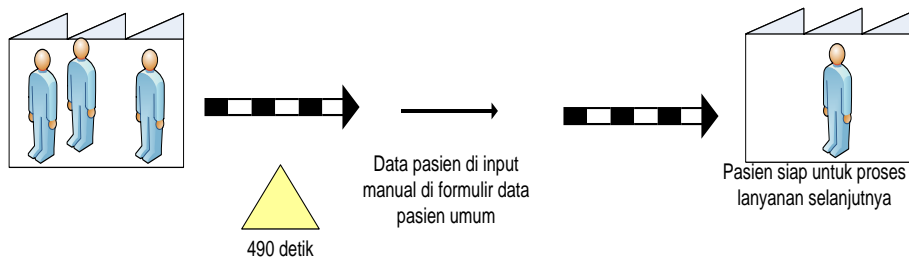 490 detik
Data pasien di input
manual di formulir data
pasien umum
Pasien siap untuk proses
lanyanan selanjutnya